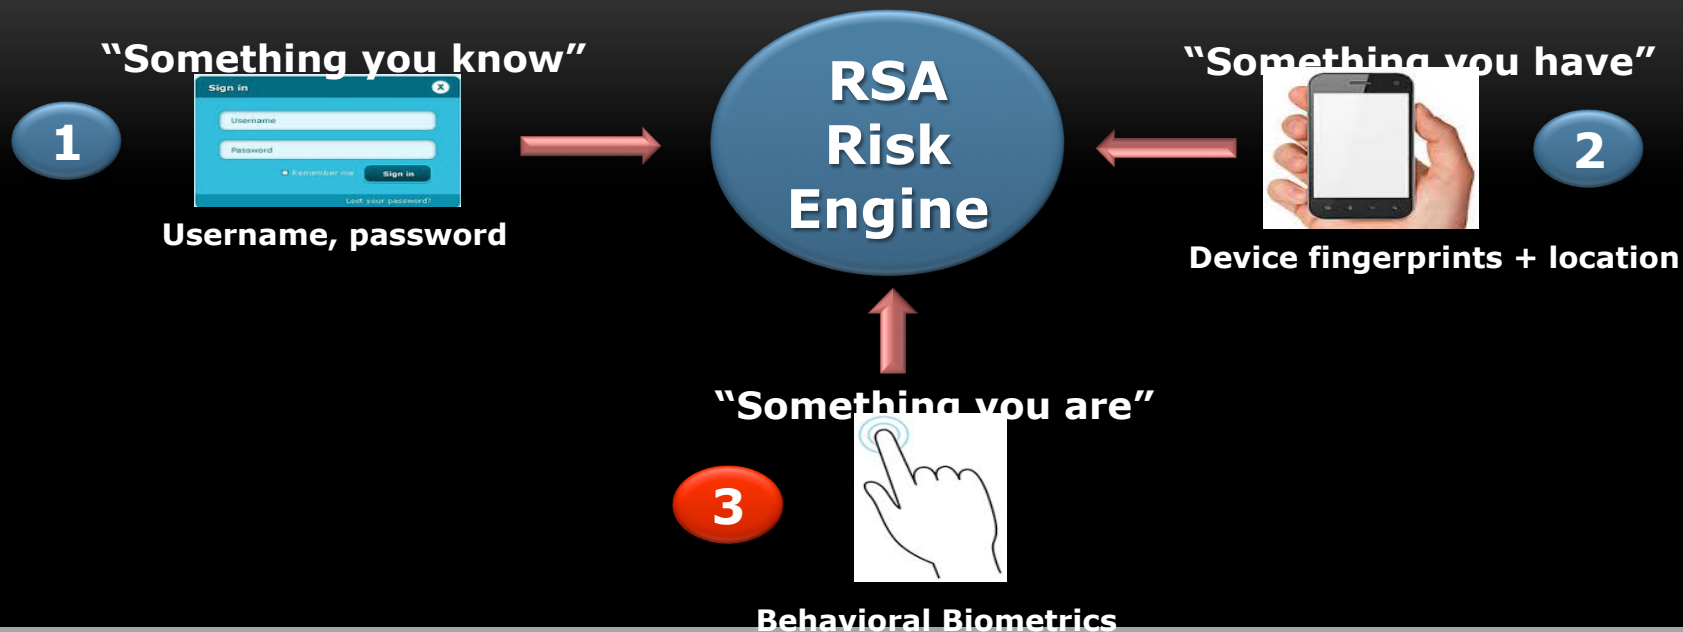 “Something you know”
1
Sign in
X
Username
Password
Remember me
Sign in
Lost your password?
Username, password
RSA
Risk
Engine
“Something you have”
2
Device fingerprints + location
“Something you are”
3
Behavioral Biometrics